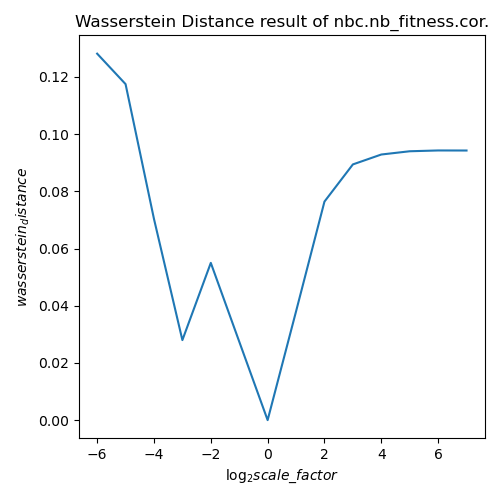 Wasserstein Distance result of nbc.nb_fitness.cor.
0.12
0.10
0.08
0.06
0.04
0.02
0.00
wasserstein_distance
−6 −4 −2 0 2 4 6
log₂scale_factor